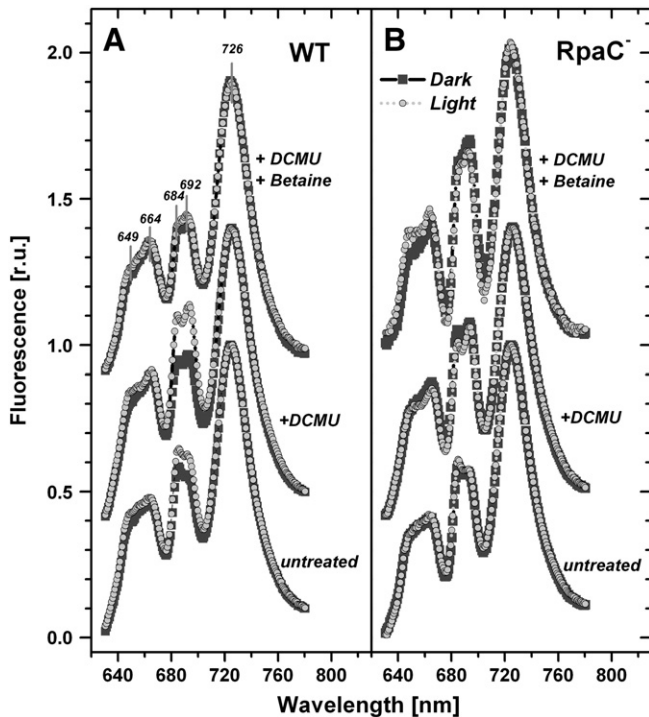 A
WT
2.0
1.5
1.0
0.5
0.0
Fluorescence [r.u.]
649
664
684
692
726
+ DCMU
+ Betaine
+DCMU
untreated
640
680
720
760
800
B
RpaC-
Dark
Light
+ DCMU
+ Betaine
+DCMU
untreated
640
680
720
760
800
Wavelength [nm]